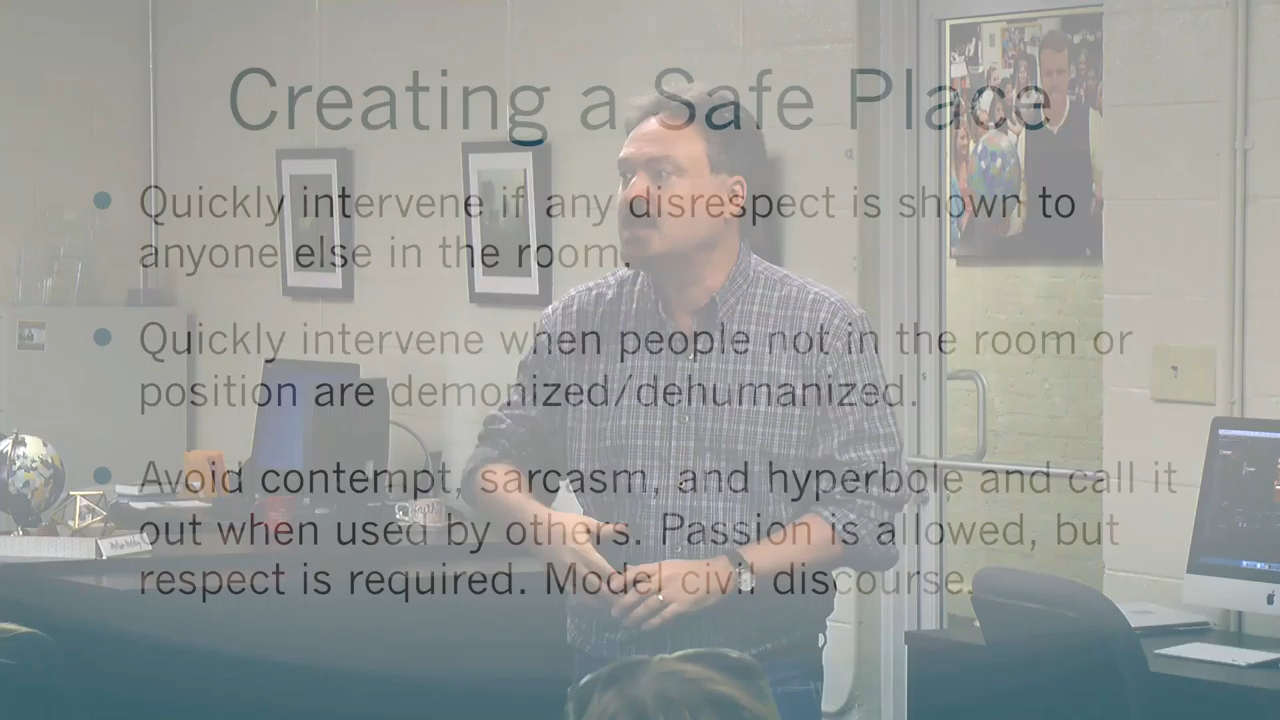 Creating a Safe Place
• Quickly intervene if any disrespect is shown to
anyone else in the room.
• Quickly intervene when people not in the room or
position are demonized/dehumanized.
• Avoid contempt, sarcasm, and hyperbole and call it
out when used by others. Passion is allowed, but
respect is required. Model civil discourse.